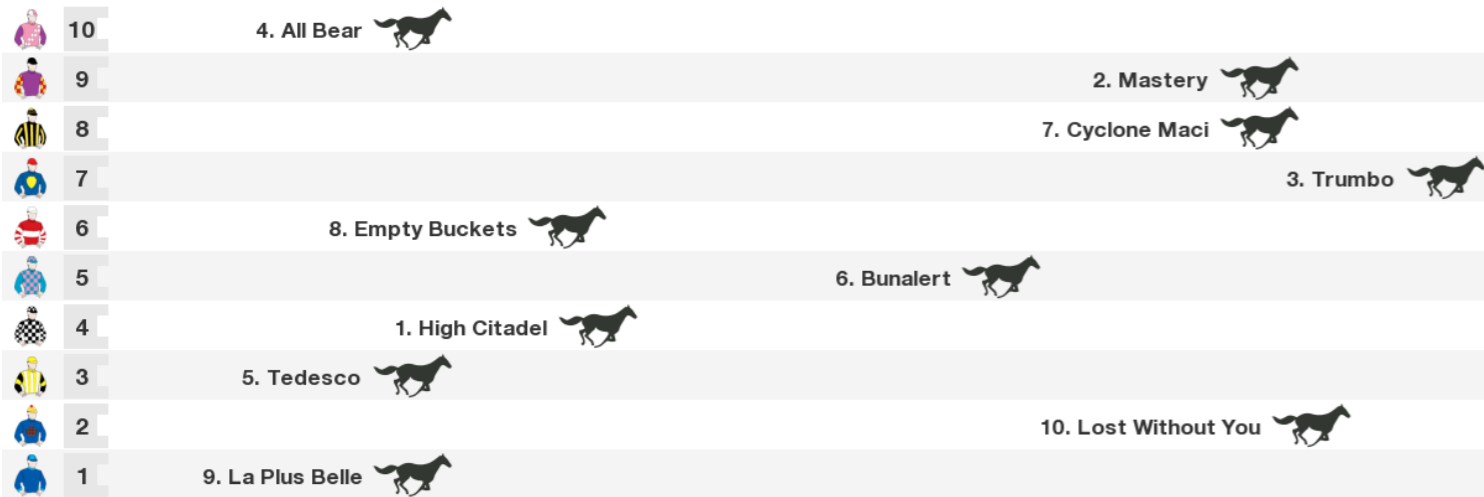 10 4. All Bear
9 2. Mastery
8 7. Cyclone Maci
7 3. Trumbo
6 8. Empty Buckets
5 6. Bunalert
4 1. High Citadel
3 5. Tedesco
2 10. Lost Without You
1 9. La Plus Belle